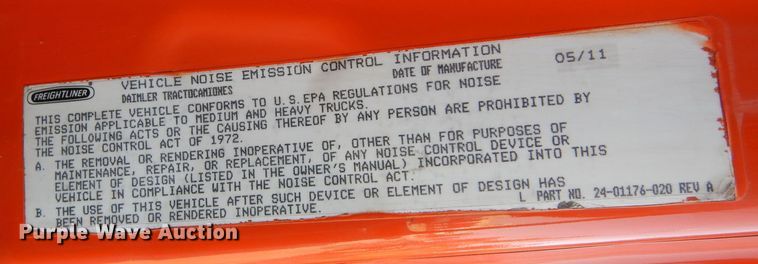 FREIGHTLINER
VEHICLE NOISE EMISSION CONTROL INFORMATION
DAIMLER TRACTOCAMIONES
DATE OF MANUFACTURE 05/11
THIS COMPLETE VEHICLE CONFORMS TO U.S.EPA REGULATIONS FOR NOISE
EMISSION APPLICABLE TO MEDIUM AND HEAVY TRUCKS.
THE FOLLOWING ACTS OR THE CAUSING THEREOF BY ANY PERSON ARE PROHIBITED BY
THE NOISE CONTROL ACT OF 1972.
A. THE REMOVAL OR RENDERING INOPERATIVE OF, OTHER THAN FOR PURPOSES OF
MAINTENANCE, REPAIR, OR REPLACEMENT, OF ANY NOISE CONTROL DEVICE OR
ELEMENT OF DESIGN (LISTED IN THE OWNER'S MANUAL) INCORPORATED INTO THIS
VEHICLE IN COMPLIANCE WITH THE NOISE CONTROL ACT.
B. THE USE OF THIS VEHICLE AFTER SUCH DEVICE OR ELEMENT OF DESIGN HAS
BEEN REMOVED OR RENDERED INOPERATIVE.
L PART NO. 24-01176-020 REV A
Purple Wave Auction